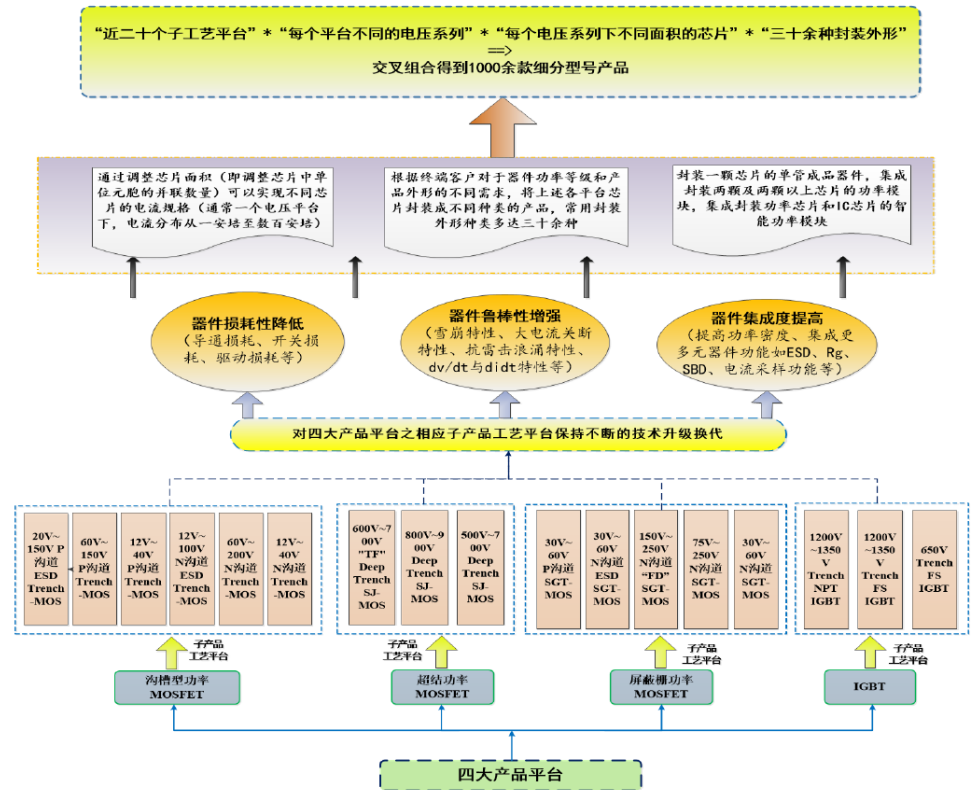 “近二十个子工艺平台”*“每个平台不同的电压系列”*“每个电压系列下不同面积的芯片”*“三十余种封装外形”
==>
交叉组合得到1000余款细分型号产品
通过调整芯片面积（即调整芯片中单
位元胞的并联数量）可以实现不同芯
片的电流规格（通常一个电压平台
下，电流分布从一安培至数百安培）
根据终端客户对于器件功率等级和产
品外形的不同需求，将上述各平台芯
片封装成不同种类的产品，常用封装
外形种类多达三十余种
封装一颗芯片的单管成品器件，集成
封装两颗及两颗以上芯片的功率模
块，集成封装功率芯片和IC芯片的智
能功率模块
器件损耗性降低
（导通损耗、开关损
耗、驱动损耗等）
器件鲁棒性增强
（雪崩特性、大电流关断
特性、抗雷击浪涌特性、
dv/dt与didt特性等）
器件集成度提高
（提高功率密度、集成更
多元器件功能如ESD、Rg、
SBD、电流采样功能等）
对四大产品平台之相应子产品工艺平台保持不断的技术升级换代
20V~
150V P
沟道
ESD
Trench
-MOS
60V~
150V
P沟道
Trench
-MOS
12V~
40V
P沟道
Trench
-MOS
12V~
100V
N沟道
ESD
Trench
-MOS
60V~
200V
N沟道
Trench
-MOS
12V~
40V
N沟道
Trench
-MOS
600V~7
00V
"TF"
Deep
Trench
SJ-
MOS
800V~9
00V
Deep
Trench
SJ-
MOS
500V~7
00V
Deep
Trench
SJ-
MOS
30V~
60V
P沟道
SGT-
MOS
30V~
60V
N沟道
ESD
SGT-
MOS
150V~
250V
N沟道
“FD”
SGT-
MOS
75V~
250V
N沟道
SGT-
MOS
30V~
60V
N沟道
SGT-
MOS
1200V
~1350
V
Trench
NPT
IGBT
1200V
~1350
V
Trench
FS
IGBT
650V
Trench
FS
IGBT
子产品
工艺平台
子产品
工艺平台
子产品
工艺平台
子产品
工艺平台
沟槽型功率
MOSFET
超结功率
MOSFET
屏蔽栅功率
MOSFET
IGBT
四大产品平台